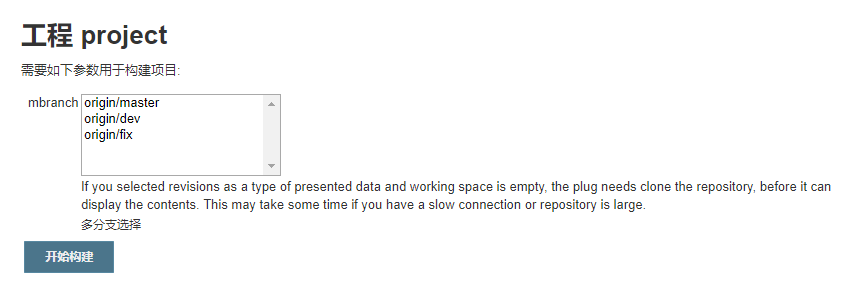 工程 project
需要如下参数用于构建项目:
mbranch
origin/master
origin/dev
origin/fix
If you selected revisions as a type of presented data and working space is empty, the plug needs clone the repository, before it can
display the contents. This may take some time if you have a slow connection or repository is large.
多分支选择
开始构建